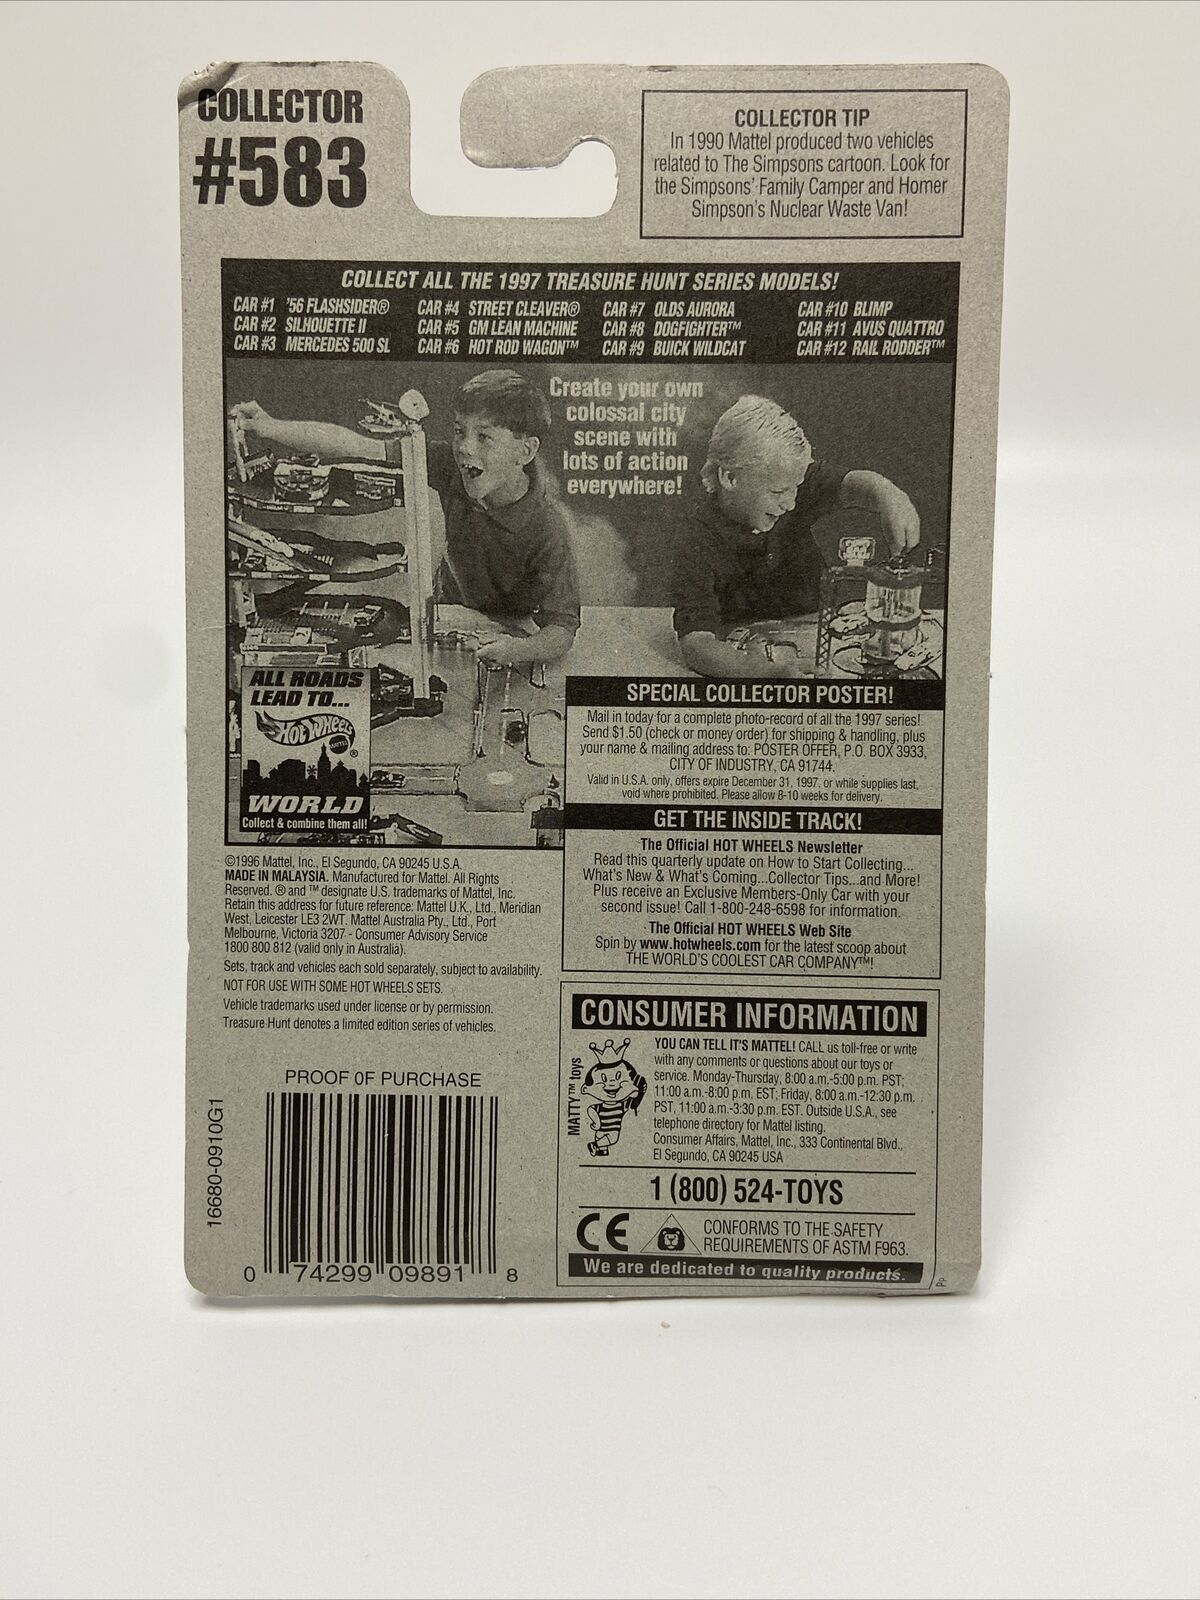 COLLECTOR
#583
COLLECTOR TIP
In 1990 Mattel produced two vehicles
related to The Simpsons cartoon. Look for
the Simpsons' Family Camper and Homer
Simpson's Nuclear Waste Van!
COLLECT ALL THE 1997 TREASURE HUNT SERIES MODELS!
CAR #1 '56 FLASHSIDER®
CAR #2 SILHOUETTE II
CAR #3 MERCEDES 500 SL
CAR #4 STREET CLEAVER®
CAR #5 GM LEAN MACHINE
CAR #6 HOT ROD WAGON™
CAR #7 OLDS AURORA
CAR #8 DOGFIGHTER™
CAR #9 BUICK WILDCAT
CAR #10 BLIMP
CAR #11 AVUS QUATTRO
CAR #12 RAIL RODDER™
Create your own
colossal city
scene with
lots of action
everywhere!
ALL ROADS
LEAD TO...
HOT WHEELS
MATTEL
®
WORLD
Collect & combine them all!
SPECIAL COLLECTOR POSTER!
Mail in today for a complete photo-record of all the 1997 series!
Send $1.50 (check or money order) for shipping & handling, plus
your name & mailing address to: POSTER OFFER, P.O. BOX 3933,
CITY OF INDUSTRY, CA 91744.
Valid in U.S.A. only, offers expire December 31, 1997, or while supplies last,
void where prohibited. Please allow 8-10 weeks for delivery.
GET THE INSIDE TRACK!
The Official HOT WHEELS Newsletter
Read this quarterly update on How to Start Collecting...
What's New & What's Coming...Collector Tips...and More!
Plus receive an Exclusive Members-Only Car with your
second issue! Call 1-800-248-6598 for information.
The Official HOT WHEELS Web Site
Spin by www.hotwheels.com for the latest scoop about
THE WORLD'S COOLEST CAR COMPANY™!
©1996 Mattel, Inc., El Segundo, CA 90245 U.S.A.
MADE IN MALAYSIA. Manufactured for Mattel. All Rights
Reserved. ® and ™ designate U.S. trademarks of Mattel, Inc.
Retain this address for future reference: Mattel U.K., Ltd., Meridian
West, Leicester LE3 2WT. Mattel Australia Pty., Ltd., Port
Melbourne, Victoria 3207 - Consumer Advisory Service
1800 800 812 (valid only in Australia).
Sets, track and vehicles each sold separately, subject to availability.
NOT FOR USE WITH SOME HOT WHEELS SETS.
Vehicle trademarks used under license or by permission.
Treasure Hunt denotes a limited edition series of vehicles.
PROOF OF PURCHASE
16680-0910G1
0 74299 09891 8
CONSUMER INFORMATION
MATTY™ toys
YOU CAN TELL IT'S MATTEL! CALL us toll-free or write
with any comments or questions about our toys or
service. Monday-Thursday, 8:00 a.m.-5:00 p.m. PST;
11:00 a.m.-8:00 p.m. EST; Friday, 8:00 a.m.-12:30 p.m.
PST, 11:00 a.m.-3:30 p.m. EST. Outside U.S.A., see
telephone directory for Mattel listing.
Consumer Affairs, Mattel, Inc., 333 Continental Blvd.,
El Segundo, CA 90245 USA
1 (800) 524-TOYS
CE
CONFORMS TO THE SAFETY
REQUIREMENTS OF ASTM F963.
We are dedicated to quality products.
Pp